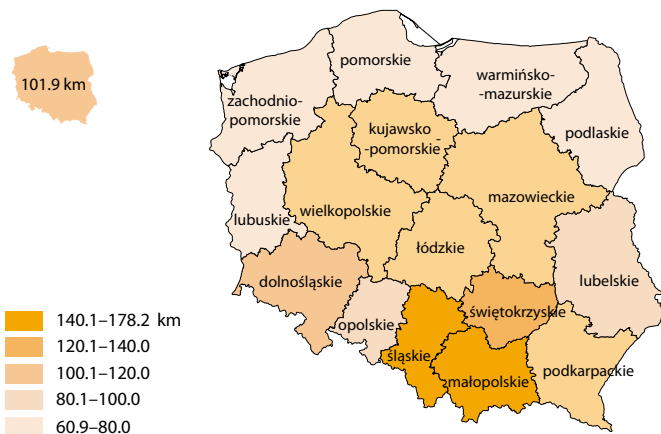 101.9 km
pomorskie
warmińsko-
-mazurskie
zachodnio-
pomorskie
kujawsko
-pomorskie
podlaskie
mazowieckie
wielkopolskie
lubuskie
łódzkie
dolnośląskie
lubelskie
opolskie
świętokrzyskie
śląskie
małopolskie
podkarpackie
140.1–178.2 km
120.1–140.0
100.1–120.0
80.1–100.0
60.9–80.0